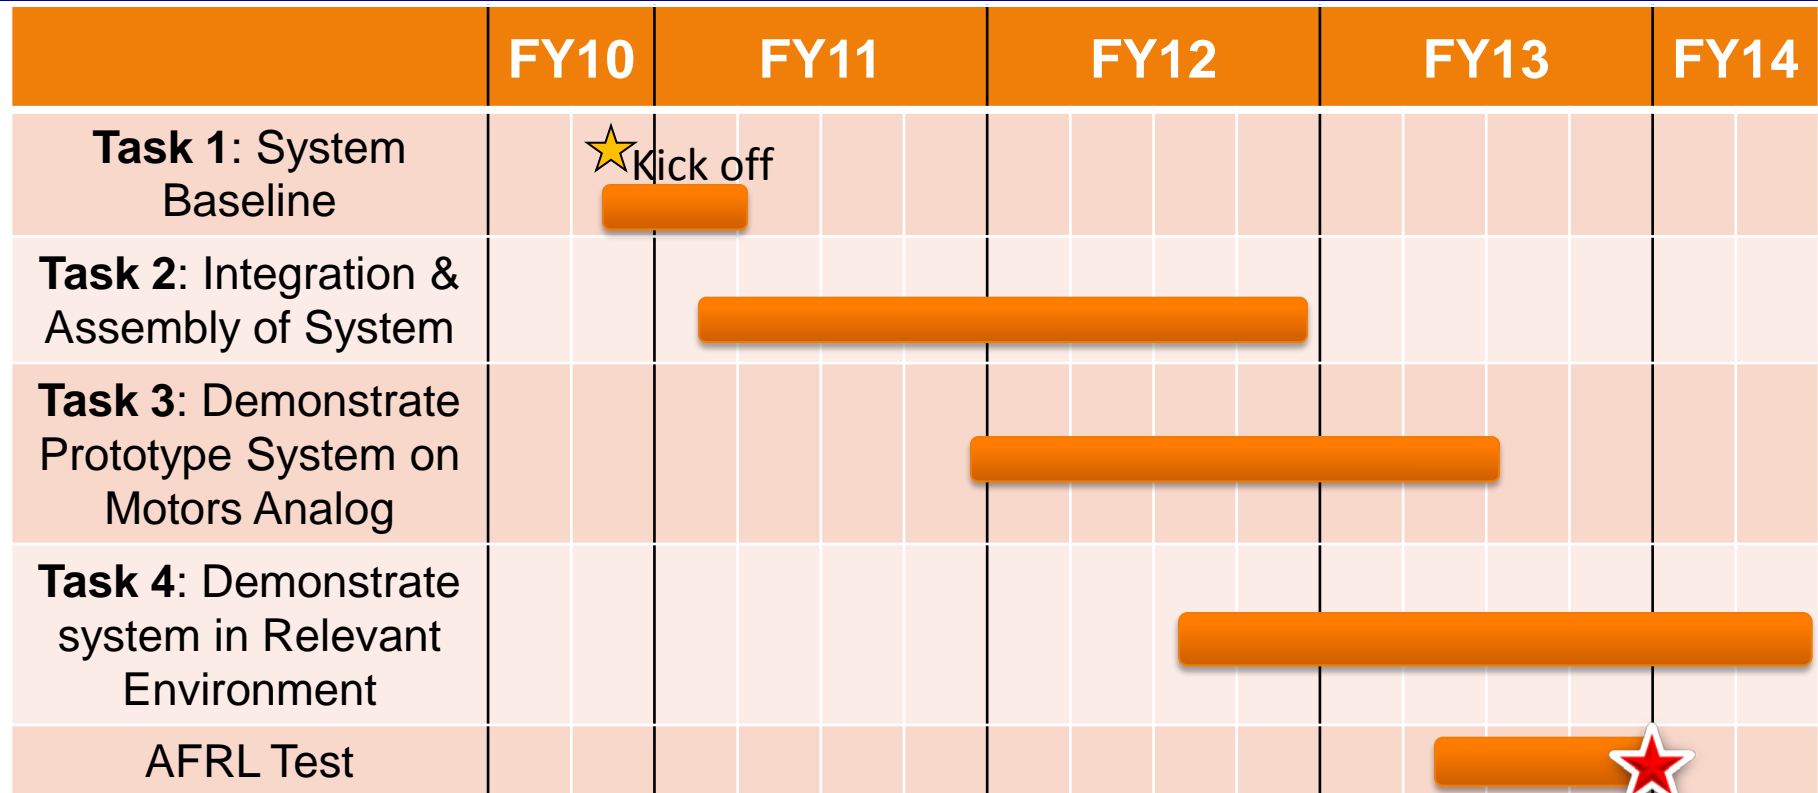 FY10 FY11 FY12 FY13 FY14
Task 1: System
Baseline
Kick off
Task 2: Integration &
Assembly of System
Task 3: Demonstrate
Prototype System on
Motors Analog
Task 4: Demonstrate
system in Relevant
Environment
AFRL Test